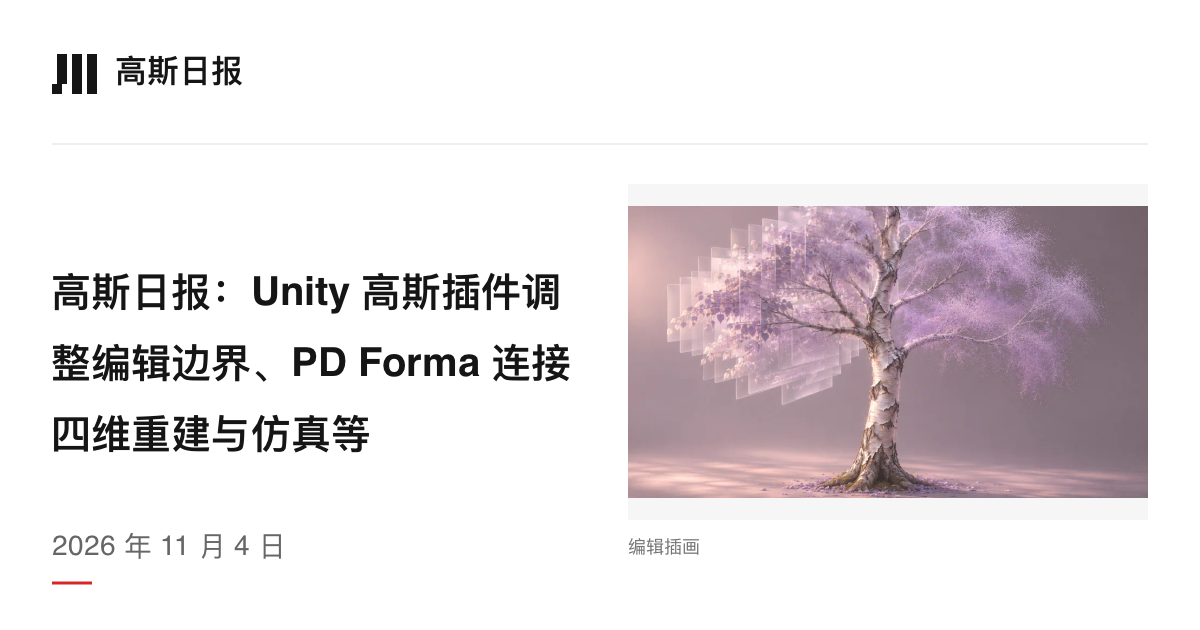 高斯日报
高斯日报：Unity 高斯插件调
整编辑边界、PD Forma 连接
四维重建与仿真等
2026 年 11 月 4 日
编辑插画